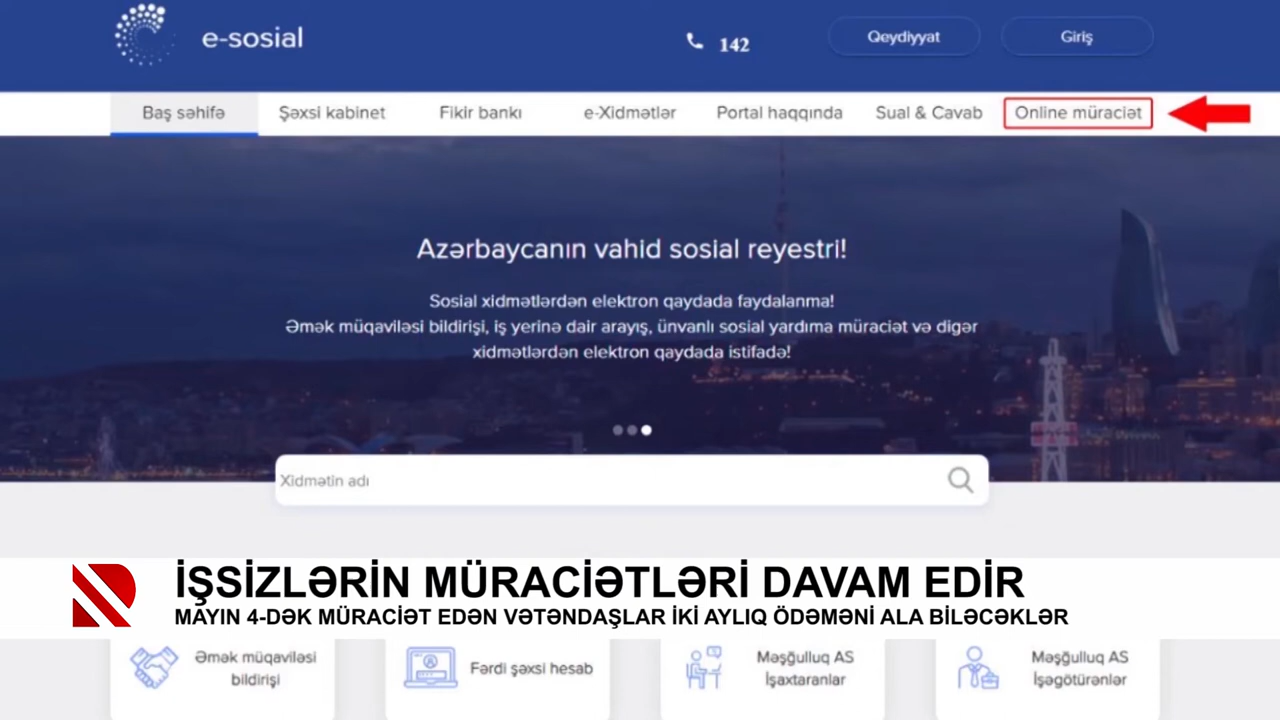 e-sosial
142
Qeydiyyat
Giriş
Baş səhifə
Şəxsi kabinet
Fikir bankı
e-Xidmətlər
Portal haqqında
Sual & Cavab
Online müraciət
Azərbaycanın vahid sosial reyestri!
Sosial xidmətlərdən elektron qaydada faydalanma!
Əmək müqaviləsi bildirişi, iş yerinə dair arayış, ünvanlı sosial yardıma müraciət və digər
xidmətlərdən elektron qaydada istifadə!
Xidmətin adı
İŞSİZLƏRİN MÜRACİƏTLƏRİ DAVAM EDİR
MAYIN 4-DƏK MÜRACİƏT EDƏN VƏTƏNDAŞLAR İKİ AYLIQ ÖDƏMƏNİ ALA BİLƏCƏKLƏR
Əmək müqaviləsi
bildirişi
Fərdi şəxsi hesab
Məşğulluq AS
İşaxtaranlar
Məşğulluq AS
İşəgötürənlər